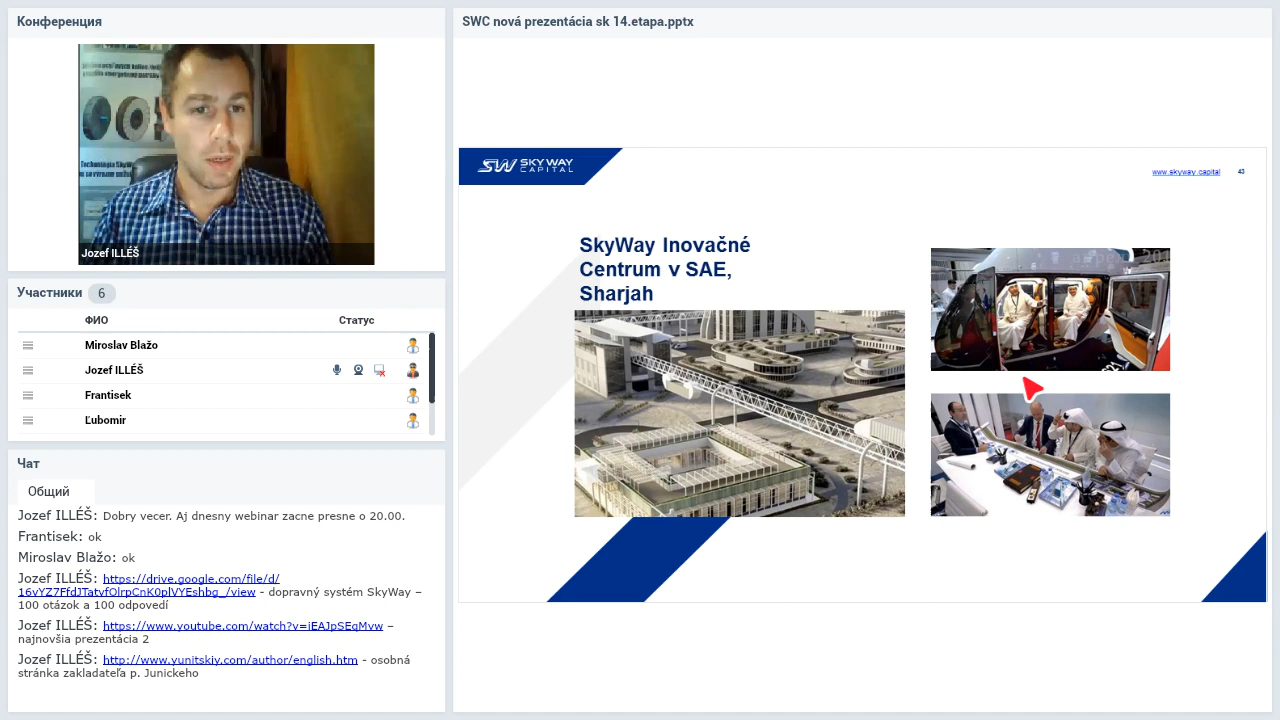 Конференция
Jozef ILLÉŠ
Участники 6
ФИО Статус
Miroslav Blažo
Jozef ILLÉŠ
Frantisek
Ľubomir
Чат
Общий
Jozef ILLÉŠ: Dobry vecer. Aj dnesny webinar zacne presne o 20.00.
Frantisek: ok
Miroslav Blažo: ok
Jozef ILLÉŠ: https://drive.google.com/file/d/
16vYZ7FfdJTatvfOlrpCnK0plVYEshbg_/view - dopravný systém SkyWay –
100 otázok a 100 odpovedí
Jozef ILLÉŠ: https://www.youtube.com/watch?v=iEAJpSEqMvw –
najnovšia prezentácia 2
Jozef ILLÉŠ: http://www.yunitskiy.com/author/english.htm - osobná
stránka zakladateľa p. Junickeho
SWC nová prezentácia sk 14.etapa.pptx
SW SKY WAY
CAPITAL
www.skyway.capital 43
SkyWay Inovačné
Centrum v SAE,
Sharjah